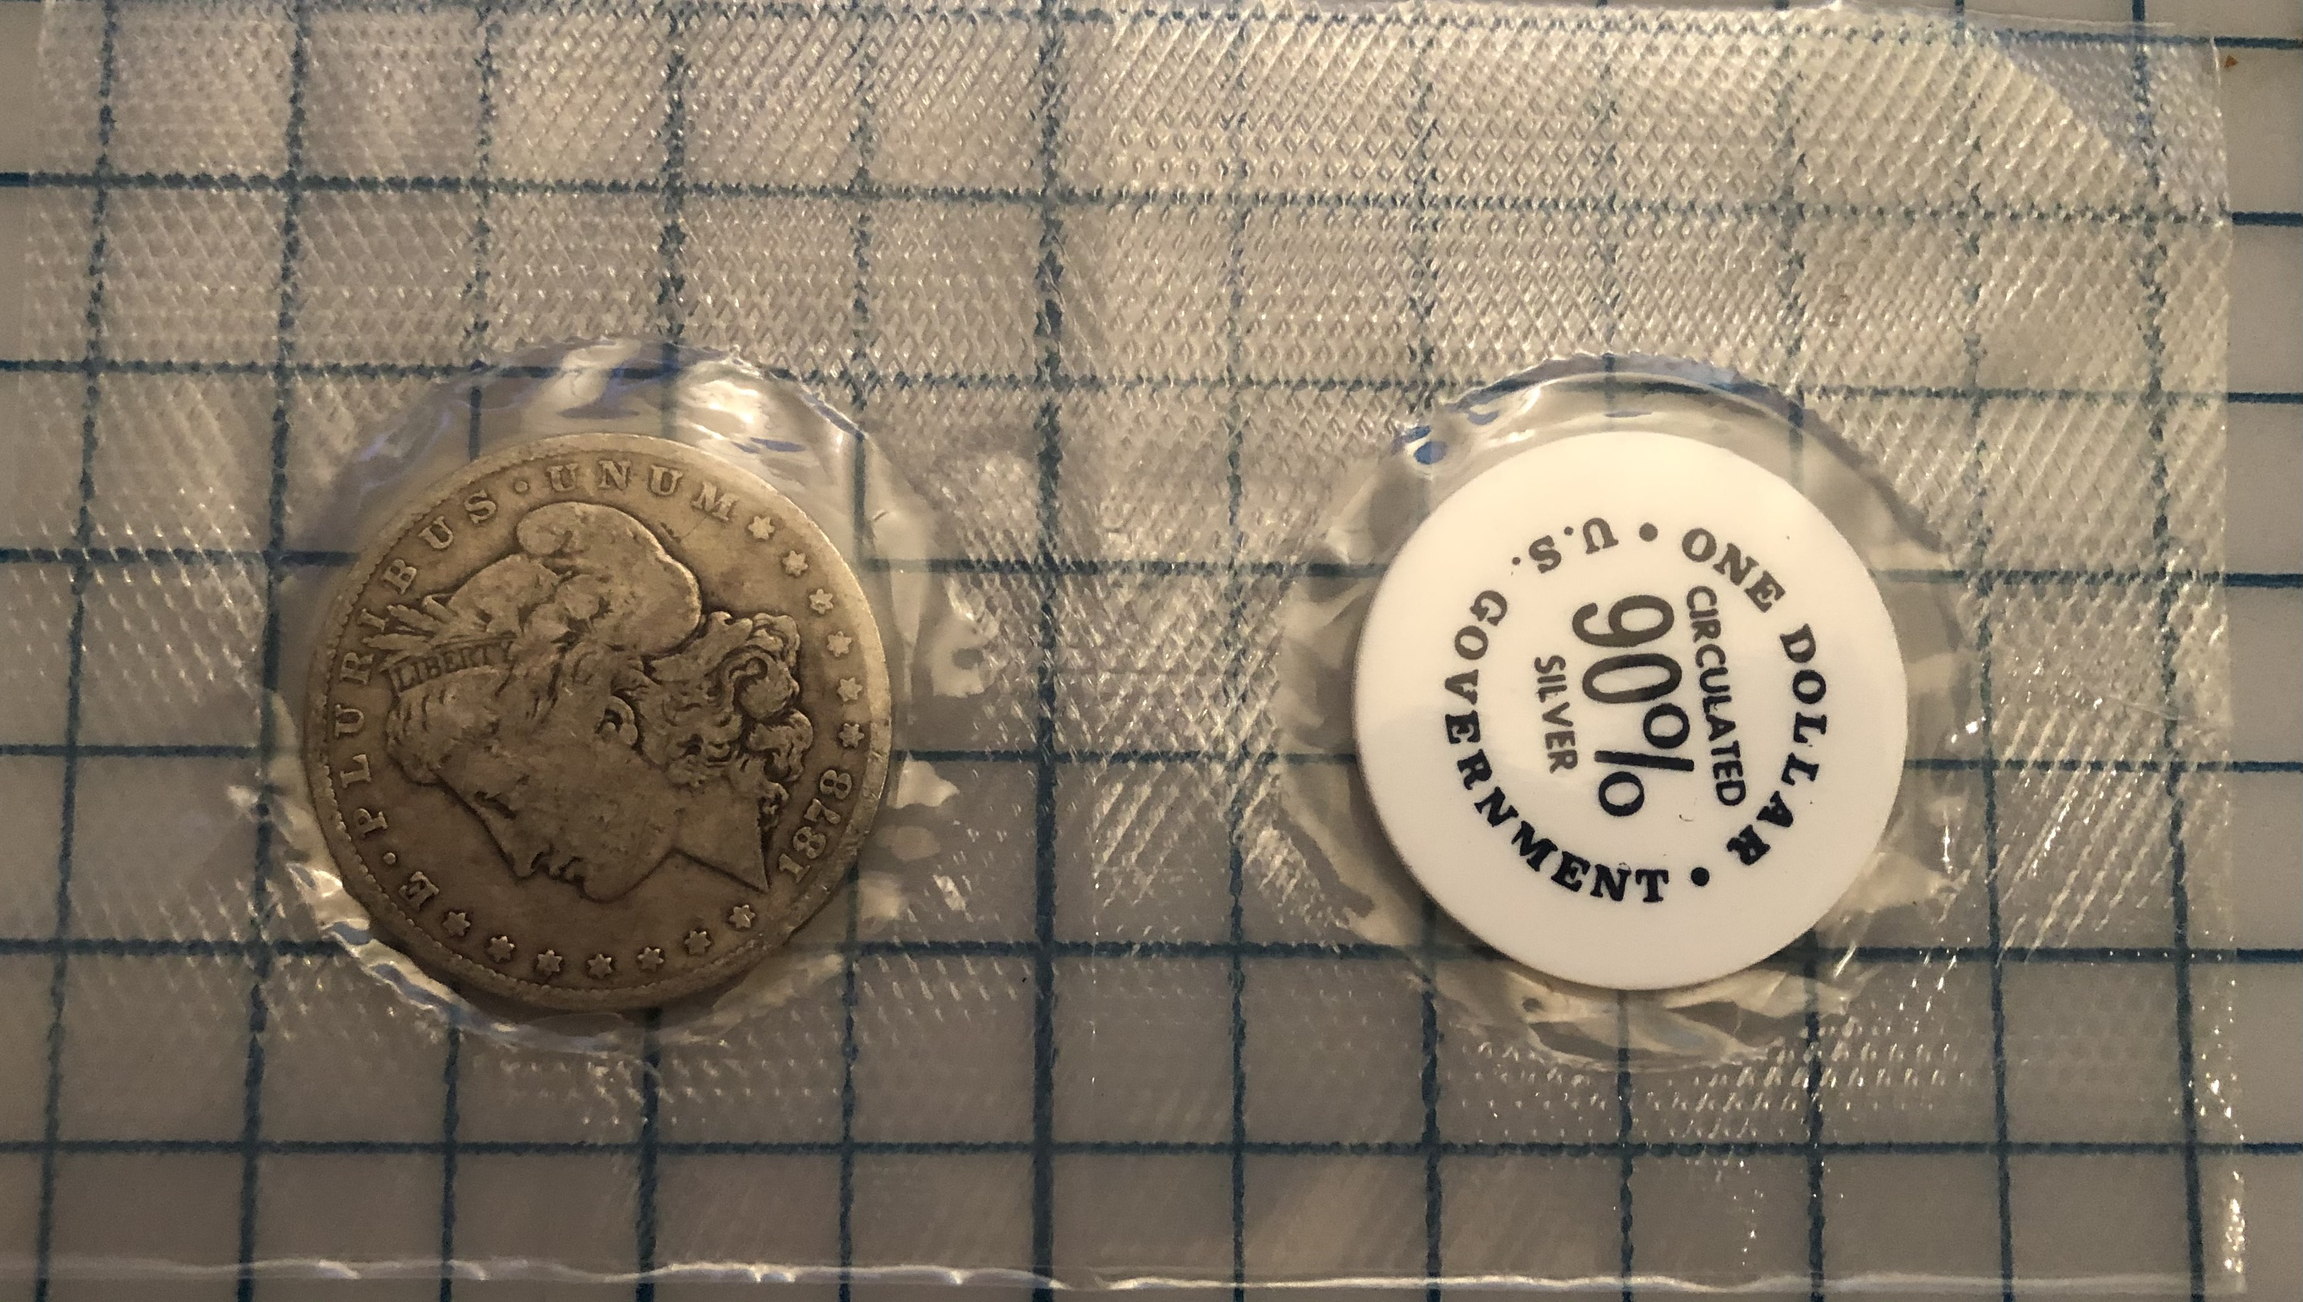 E · PLURIBUS · UNUM
LIBERTY
1878
ONE DOLLAR
• U.S. GOVERNMENT •
CIRCULATED
90%
SILVER